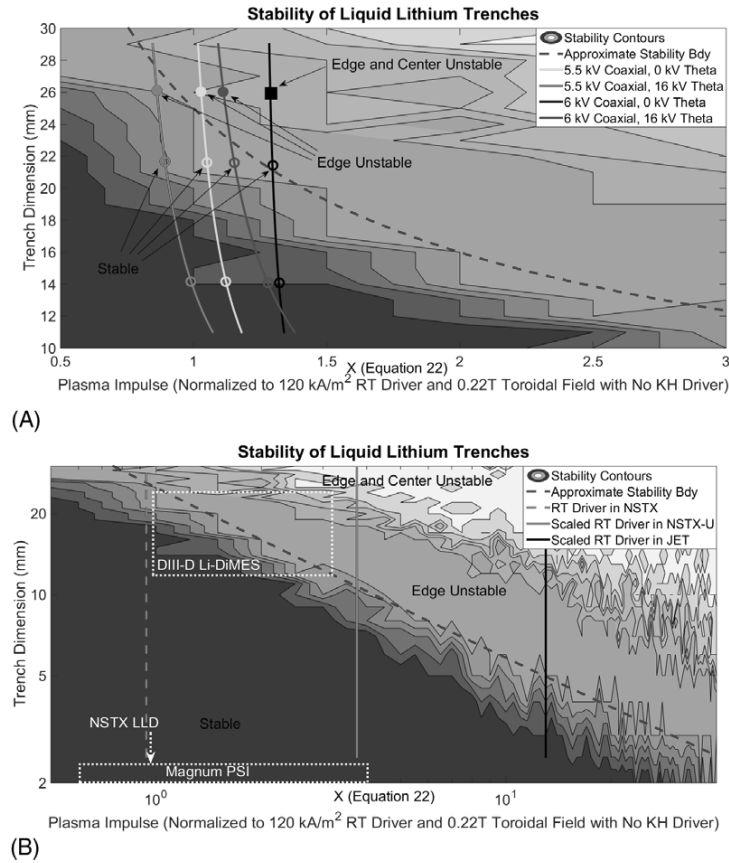 Stability of Liquid Lithium Trenches
30
28
26
24
22
20
18
16
14
12
10
Trench Dimension (mm)
Edge and Center Unstable
Edge Unstable
Stable
Stability Contours
Approximate Stability Bdy
5.5 kV Coaxial, 0 kV Theta
5.5 kV Coaxial, 16 kV Theta
6 kV Coaxial, 0 kV Theta
6 kV Coaxial, 16 kV Theta
0.5 1 1.5 2 2.5 3
X (Equation 22)
Plasma Impulse (Normalized to 120 kA/m² RT Driver and 0.22T Toroidal Field with No KH Driver)
(A)
Stability of Liquid Lithium Trenches
20
10
5
2
Trench Dimension (mm)
Edge and Center Unstable
Stability Contours
Approximate Stability Bdy
RT Driver in NSTX
Scaled RT Driver in NSTX-U
Scaled RT Driver in JET
DIII-D Li-DiMES
Edge Unstable
NSTX LLD
Stable
Magnum PSI
10⁰ 10¹
X (Equation 22)
Plasma Impulse (Normalized to 120 kA/m² RT Driver and 0.22T Toroidal Field with No KH Driver)
(B)